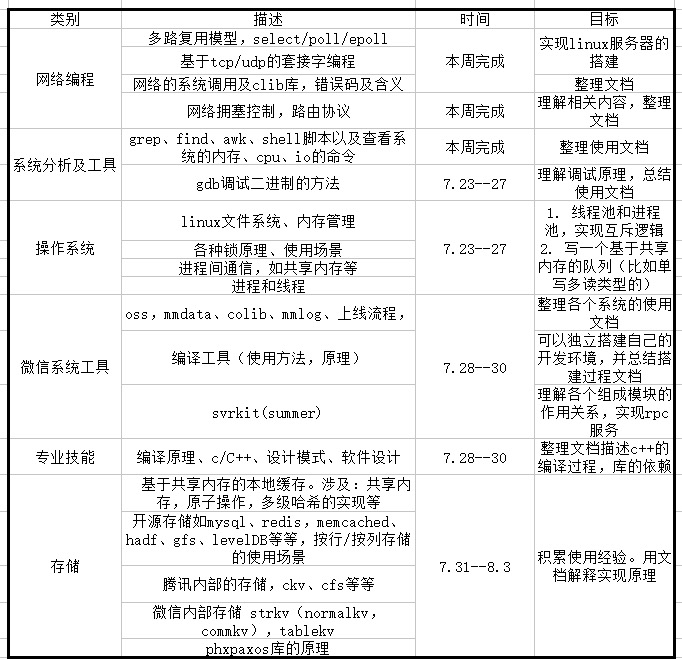 类别 描述 时间 目标
网络编程
多路复用模型，select/poll/epoll
基于tcp/udp的套接字编程
网络的系统调用及clib库，错误码及含义
本周完成
实现linux服务器的
搭建
整理文档
网络拥塞控制，路由协议
本周完成
理解相关内容，整理
文档
系统分析及工具
grep、find、awk、shell脚本以及查看系
统的内存、cpu、io的命令
本周完成
整理使用文档
gdb调试二进制的方法
7.23--27
理解调试原理，总结
使用文档
操作系统
linux文件系统、内存管理
各种锁原理、使用场景
进程间通信，如共享内存等
进程和线程
7.23--27
1. 线程池和进程
池，实现互斥逻辑
2. 写一个基于共享
内存的队列（比如单
写多读类型的）
微信系统工具
oss，mmdata、colib、mmlog、上线流程，
7.28--30
整理各个系统的使用
文档
编译工具（使用方法，原理）
可以独立搭建自己的
开发环境，并总结搭
建过程文档
svrkit(summer)
理解各个组成模块的
作用关系，实现rpc
服务
专业技能
编译原理、c/C++、设计模式、软件设计
7.28--30
整理文档描述c++的
编译过程，库的依赖
存储
基于共享内存的本地缓存。涉及：共享内
存，原子操作，多级哈希的实现等
开源存储如mysql、redis，memcached、
hadf、gfs、levelDB等等，按行/按列存储
的使用场景
腾讯内部的存储，ckv、cfs等等
微信内部存储 strkv（normalkv，
commkv），tablekv
phxpaxos库的原理
7.31--8.3
积累使用经验。用文
档解释实现原理